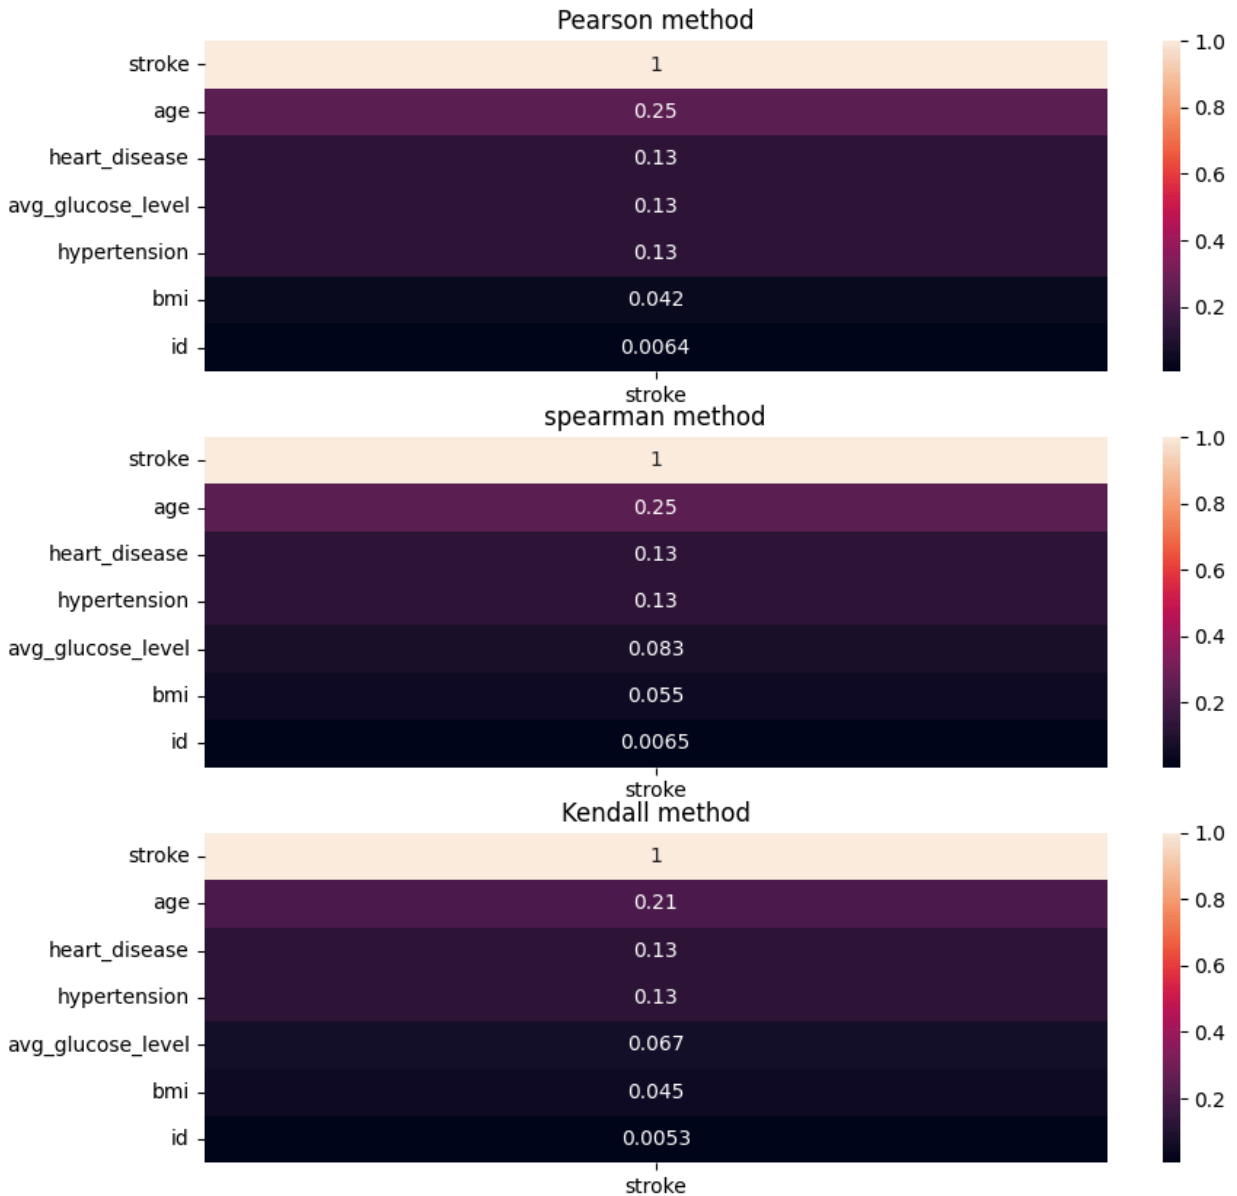 Pearson method
stroke 1 1.0
age 0.25 0.8
heart_disease 0.13
avg_glucose_level 0.13 0.6
hypertension 0.13 0.4
bmi 0.042 0.2
id 0.0064
stroke
spearman method
stroke 1 1.0
age 0.25 0.8
heart_disease 0.13
hypertension 0.13 0.6
avg_glucose_level 0.083 0.4
bmi 0.055 0.2
id 0.0065
stroke
Kendall method
stroke 1 1.0
age 0.21 0.8
heart_disease 0.13
hypertension 0.13 0.6
avg_glucose_level 0.067 0.4
bmi 0.045 0.2
id 0.0053
stroke